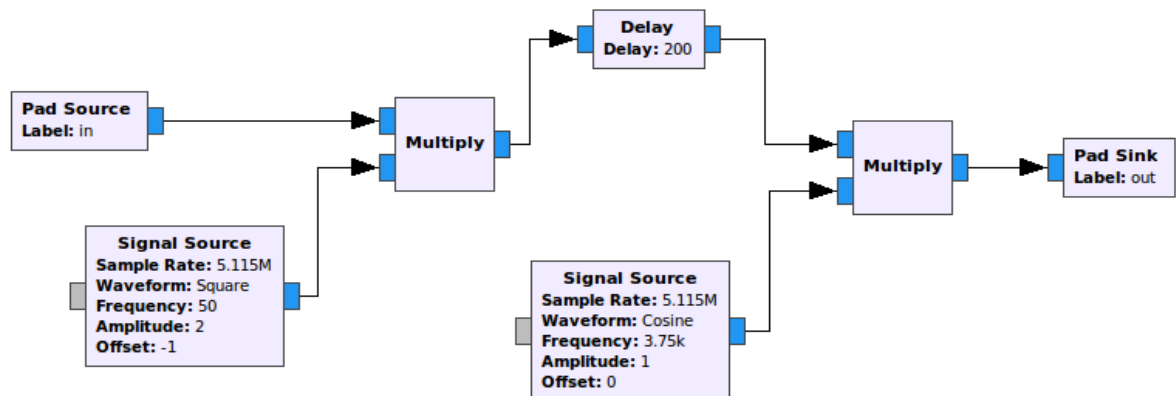 Delay
Delay: 200
Pad Source
Label: in
Multiply
Multiply
Pad Sink
Label: out
Signal Source
Sample Rate: 5.115M
Waveform: Square
Frequency: 50
Amplitude: 2
Offset: -1
Signal Source
Sample Rate: 5.115M
Waveform: Cosine
Frequency: 3.75k
Amplitude: 1
Offset: 0